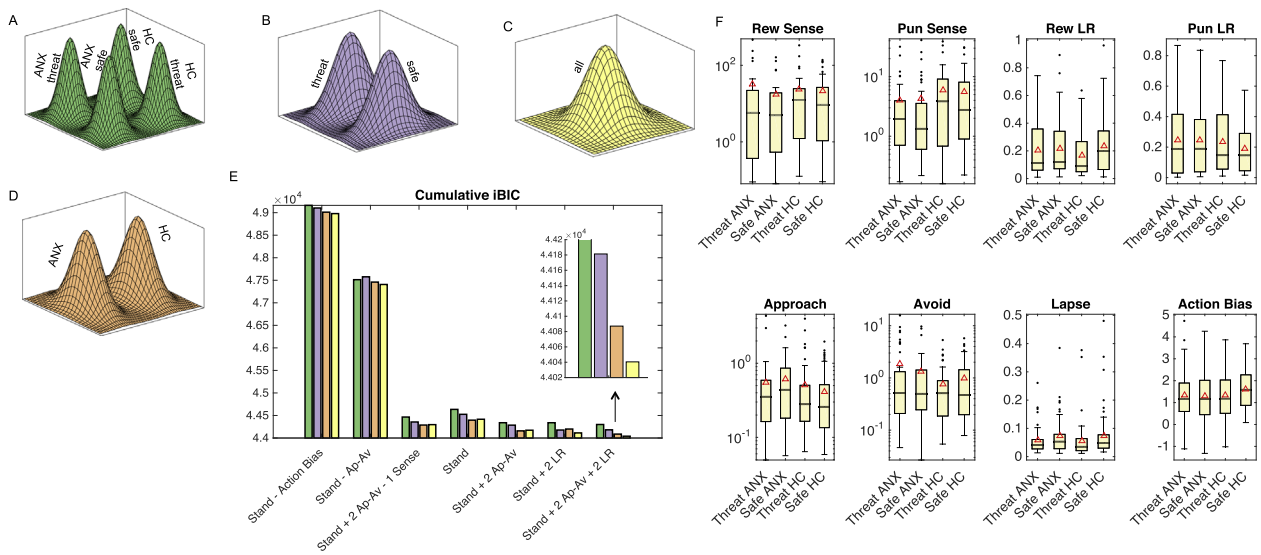 A
ANX
threat
ANX
safe
safe
HC
HC
threat
B
threat
safe
C
all
D
ANX
HC
E
Cumulative iBIC
×10⁴
4.9
4.85
4.8
4.75
4.7
4.65
4.6
4.55
4.5
4.45
4.4
×10⁴
4.42
4.418
4.414
4.41
4.408
4.404
4.402
Stand - Action Bias
Stand - Ap-Av
Stand + 2 Ap-Av - 1 Sense
Stand
Stand + 2 Ap-Av
Stand + 2 LR
Stand + 2 Ap-Av + 2 LR
F
Rew Sense
10²
10⁰
Threat ANX
Safe ANX
Threat HC
Safe HC
Pun Sense
10¹
10⁰
Threat ANX
Safe ANX
Threat HC
Safe HC
Rew LR
1
0.8
0.6
0.4
0.2
0
Threat ANX
Safe ANX
Threat HC
Safe HC
Pun LR
0.8
0.6
0.4
0.2
0
Threat ANX
Safe ANX
Threat HC
Safe HC
Approach
10⁰
10⁻¹
Threat ANX
Safe ANX
Threat HC
Safe HC
Avoid
10¹
10⁰
10⁻¹
Threat ANX
Safe ANX
Threat HC
Safe HC
Lapse
0.5
0.4
0.3
0.2
0.1
0
Threat ANX
Safe ANX
Threat HC
Safe HC
Action Bias
5
4
3
2
1
0
-1
Threat ANX
Safe ANX
Threat HC
Safe HC